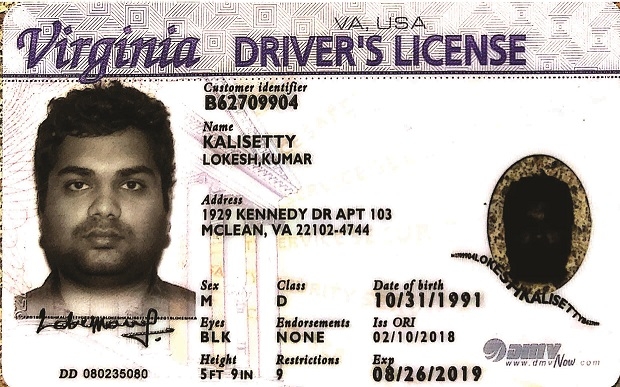 Virginia
VA, USA
DRIVER'S LICENSE
Customer identifier
B62709904
Name
KALISETTY
LOKESH,KUMAR
Address
1929 KENNEDY DR APT 103
MCLEAN, VA 22102-4744
Sex Class Date of birth
M D 10/31/1991
Eyes Endorsements Iss ORI
BLK NONE 02/10/2018
Height Restrictions Exp
5FT 9IN 9 08/26/2019
DD 080235080
DMV
www.dmvNow.com